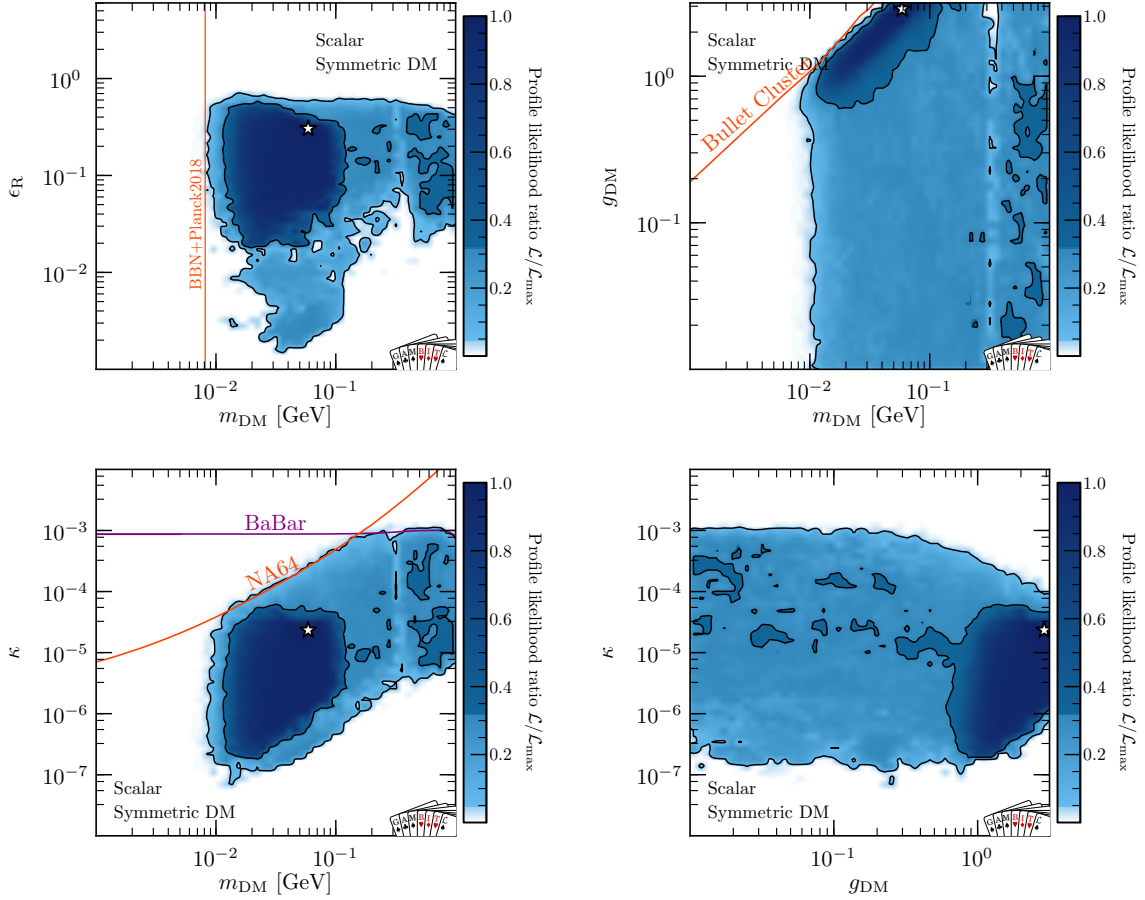 Scalar
Symmetric DM
BBN+Planck2018
10⁰
10⁻¹
10⁻²
ϵ_R
10⁻² 10⁻¹
m_DM [GeV]
1.0
0.8
0.6
0.4
0.2
Profile likelihood ratio ℒ/ℒ_max
G A M B I T
Scalar
Symmetric DM
Bullet Cluster
10⁰
10⁻¹
g_DM
10⁻² 10⁻¹
m_DM [GeV]
1.0
0.8
0.6
0.4
0.2
Profile likelihood ratio ℒ/ℒ_max
G A M B I T
BaBar
NA64
Scalar
Symmetric DM
10⁻³
10⁻⁴
10⁻⁵
10⁻⁶
10⁻⁷
κ
10⁻² 10⁻¹
m_DM [GeV]
1.0
0.8
0.6
0.4
0.2
Profile likelihood ratio ℒ/ℒ_max
G A M B I T
Scalar
Symmetric DM
10⁻³
10⁻⁴
10⁻⁵
10⁻⁶
10⁻⁷
κ
10⁻¹ 10⁰
g_DM
1.0
0.8
0.6
0.4
0.2
Profile likelihood ratio ℒ/ℒ_max
G A M B I T